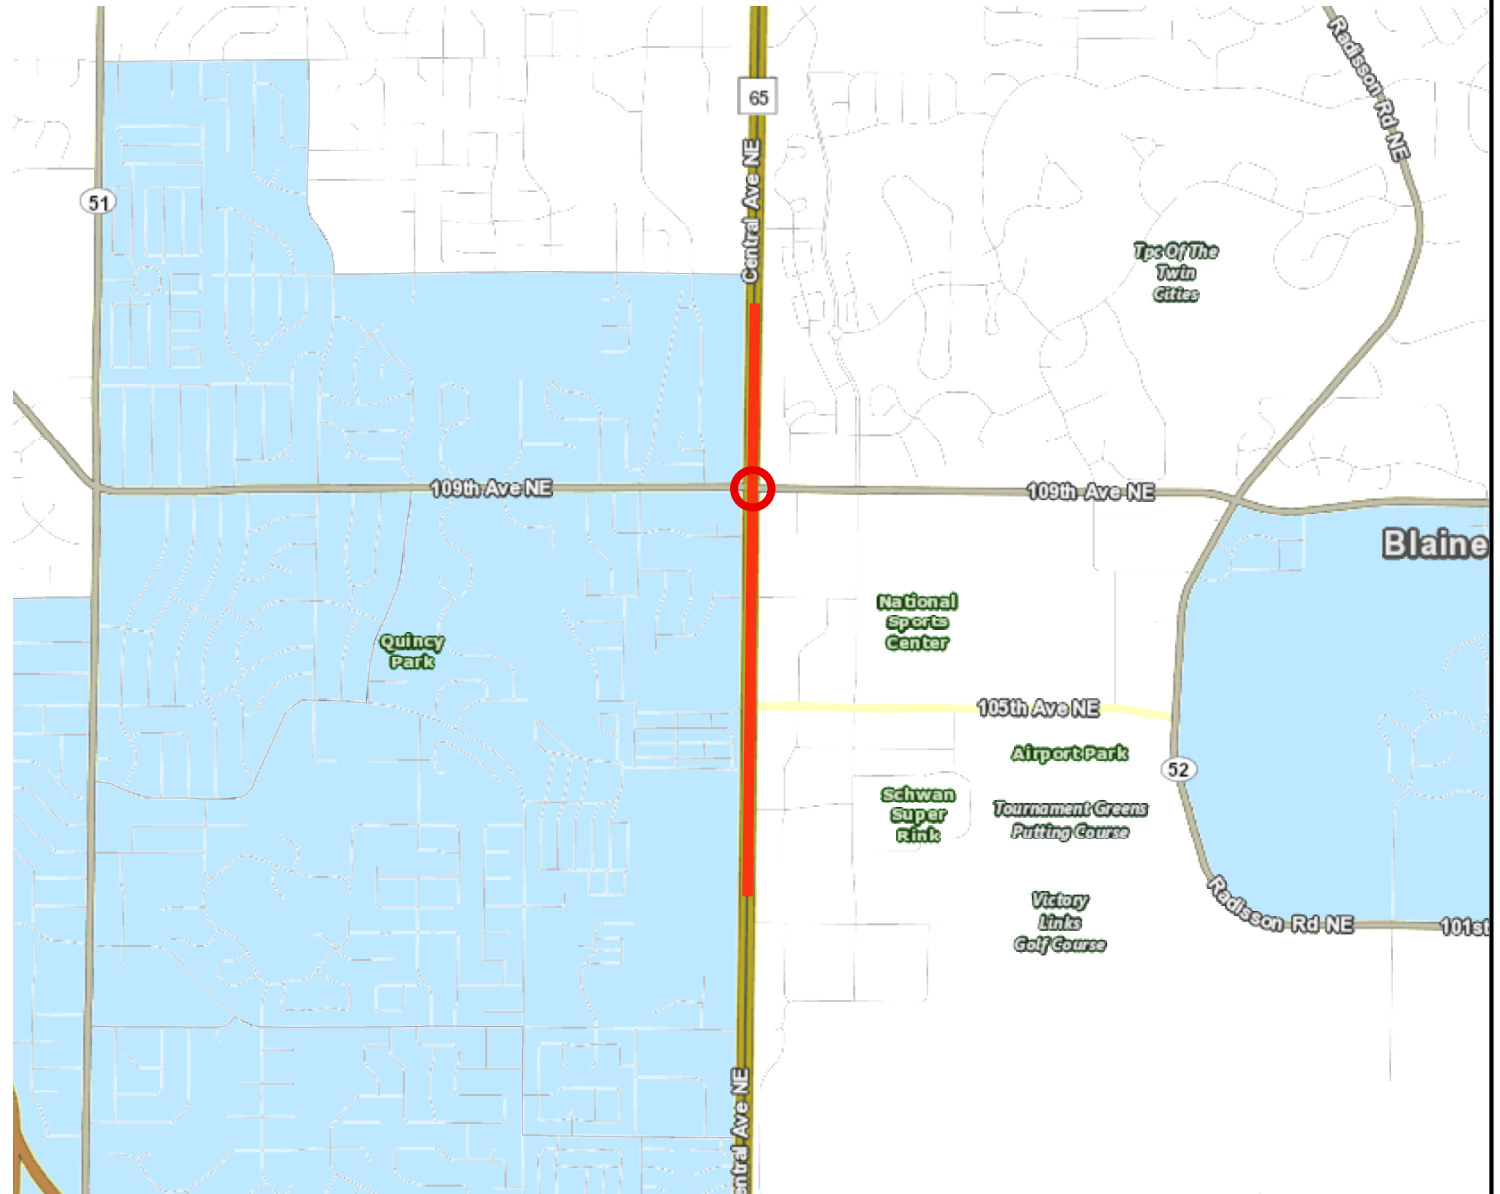 Radisson Rd NE
65
Central Ave NE
51
Tpc Of The
Twin
Cities
109th Ave NE
109th Ave NE
Blaine
National
Sports
Center
Quincy
Park
105th Ave NE
Airport Park
52
Schwan
Super
Rink
Tournament Greens
Putting Course
Victory
Links
Golf Course
Radisson Rd NE
101st
entral Ave NE